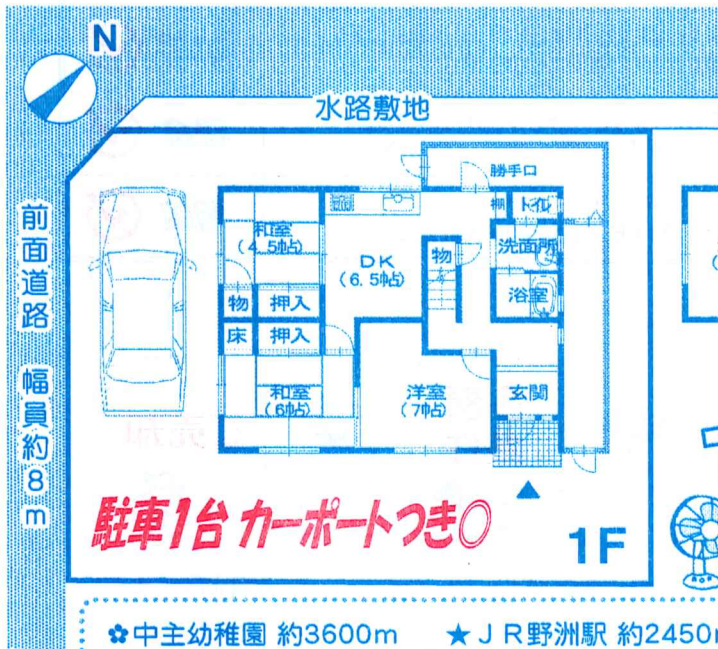 N
水路敷地
前面道路 幅員約8m
勝手口
棚
トイレ
和室
(4.5帖)
DK
(6.5帖)
物
洗面所
浴室
物
押入
床
押入
和室
(6帖)
洋室
(7帖)
玄関
駐車1台 カーポートつき◎
1F
✿中主幼稚園 約3600m ★JR野洲駅 約2450m